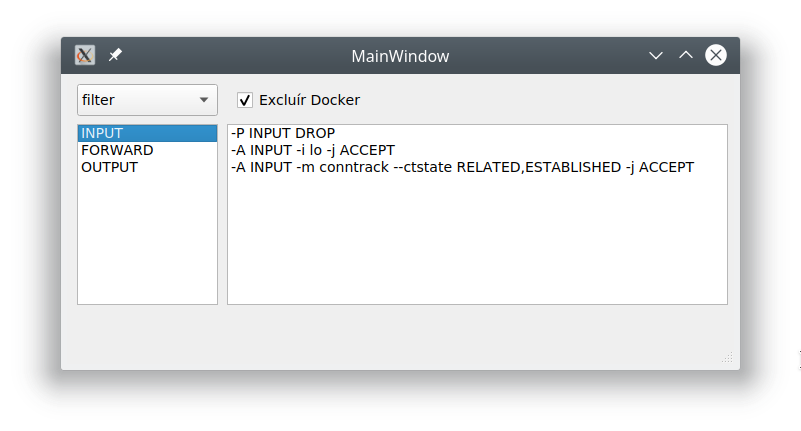 MainWindow
filter
Excluír Docker
INPUT
FORWARD
OUTPUT
-P INPUT DROP
-A INPUT -i lo -j ACCEPT
-A INPUT -m conntrack --ctstate RELATED,ESTABLISHED -j ACCEPT